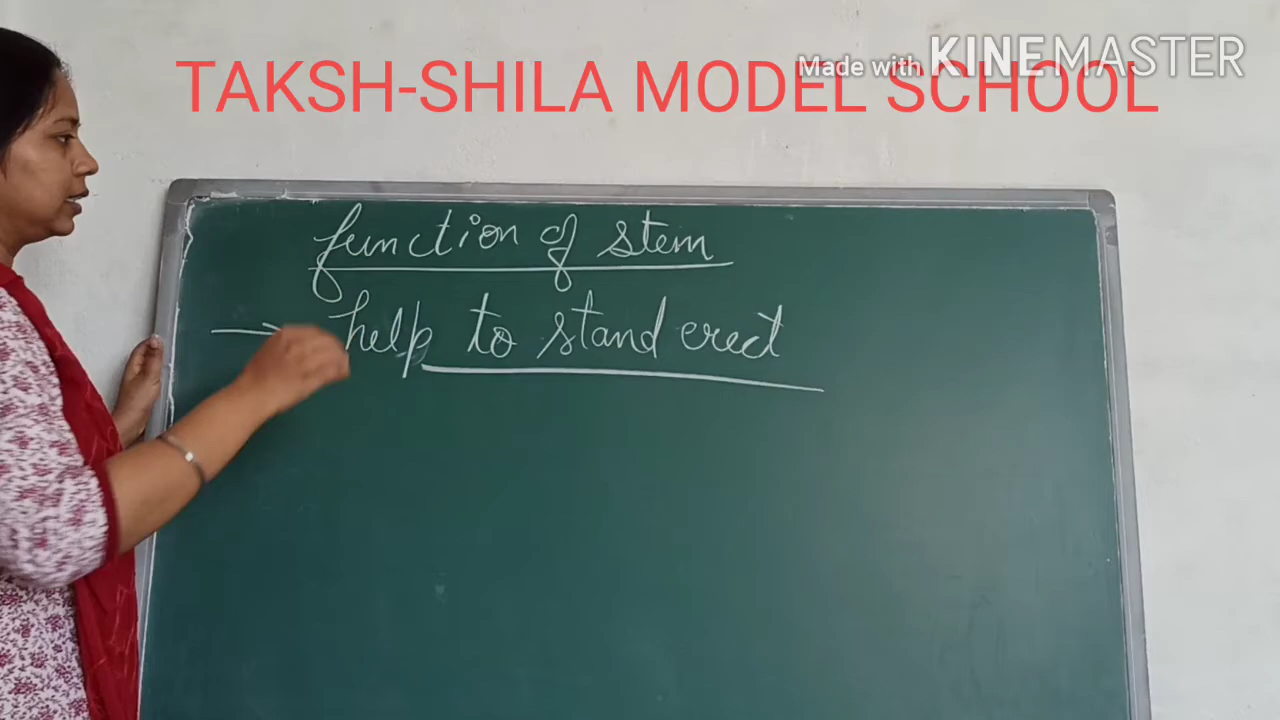 Made with KINEMASTER
TAKSH-SHILA MODEL SCHOOL
function of stem
→ help to stand erect